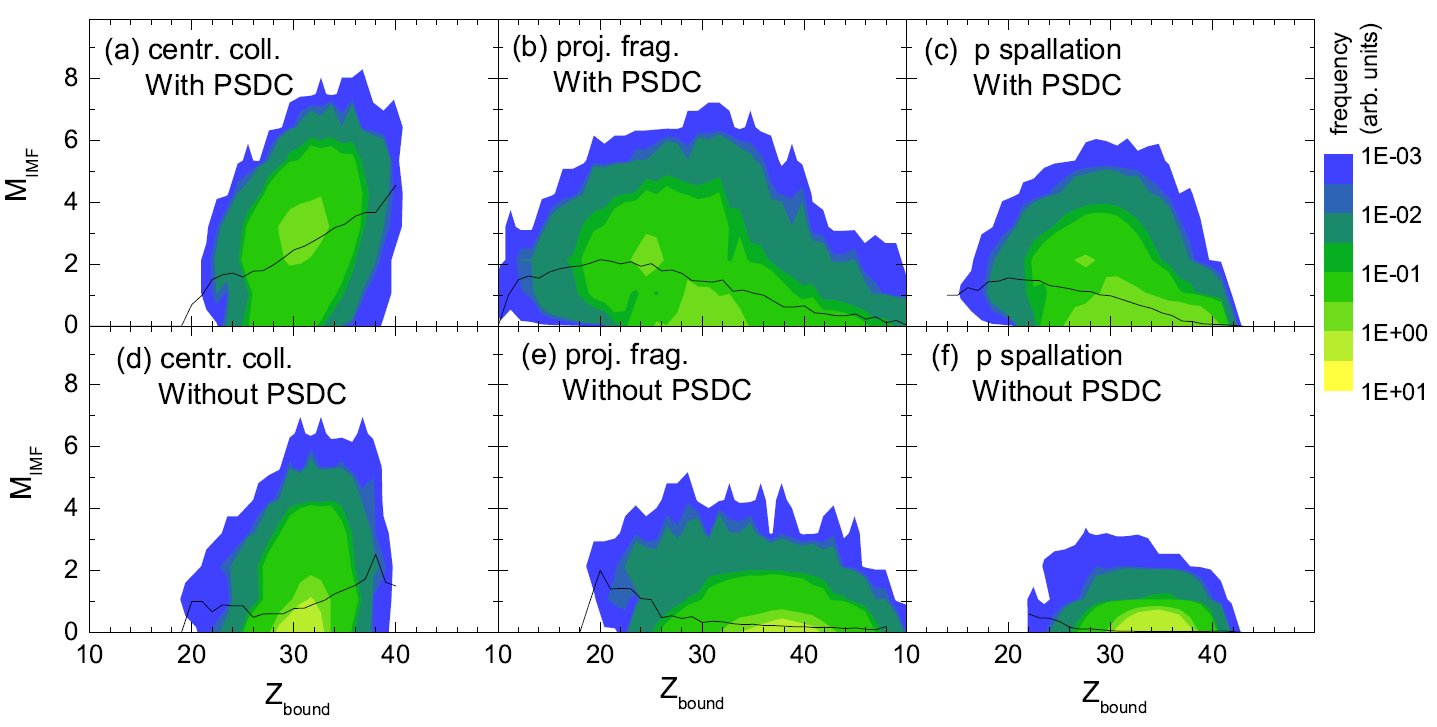 (a) centr. coll.
With PSDC
(b) proj. frag.
With PSDC
(c) p spallation
With PSDC
frequency
(arb. units)
1E-03
1E-02
1E-01
1E+00
1E+01
M_IMF
8
6
4
2
0
(d) centr. coll.
Without PSDC
(e) proj. frag.
Without PSDC
(f) p spallation
Without PSDC
M_IMF
8
6
4
2
0
10 20 30 40 10 20 30 40 10 20 30 40
Z_bound Z_bound Z_bound